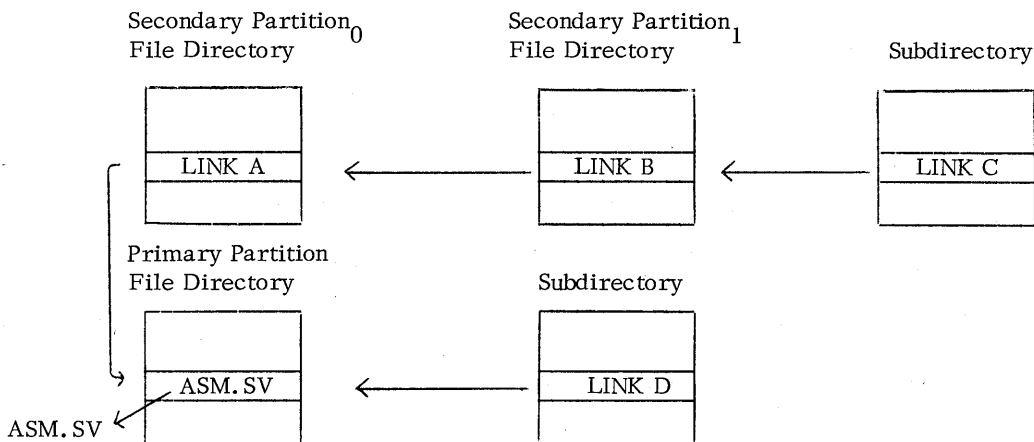 Secondary Partition0
File Directory
Secondary Partition1
File Directory
Subdirectory
LINK A
LINK B
LINK C
Primary Partition
File Directory
Subdirectory
ASM.SV
LINK D
ASM.SV